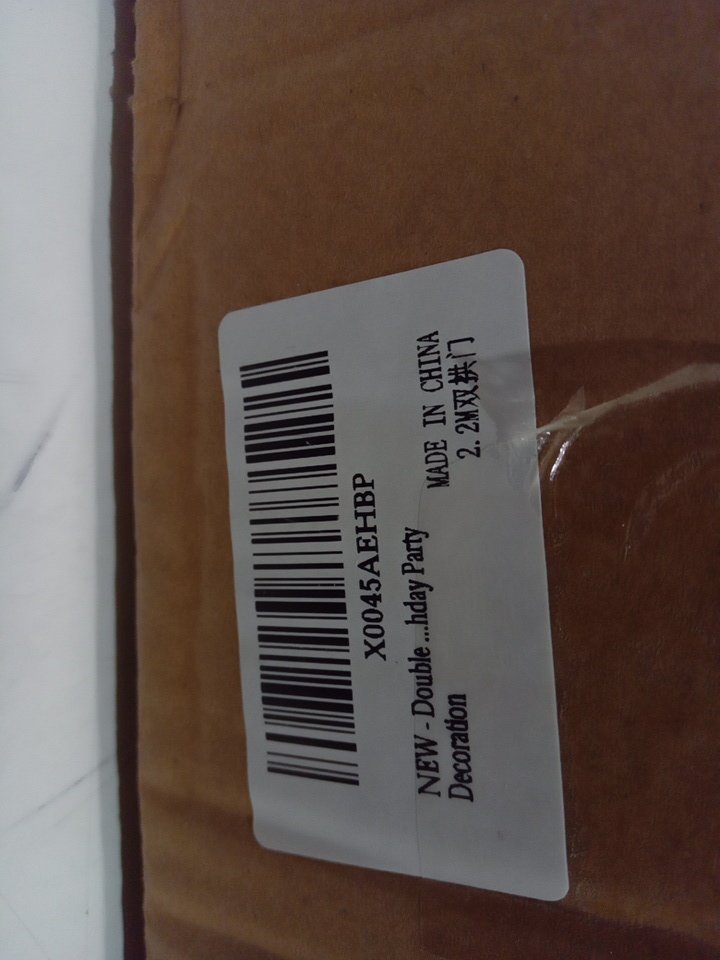 X0045AEHBP
NEW - Double ...hday Party
Decoration
MADE IN CHINA
2.2M双拱门